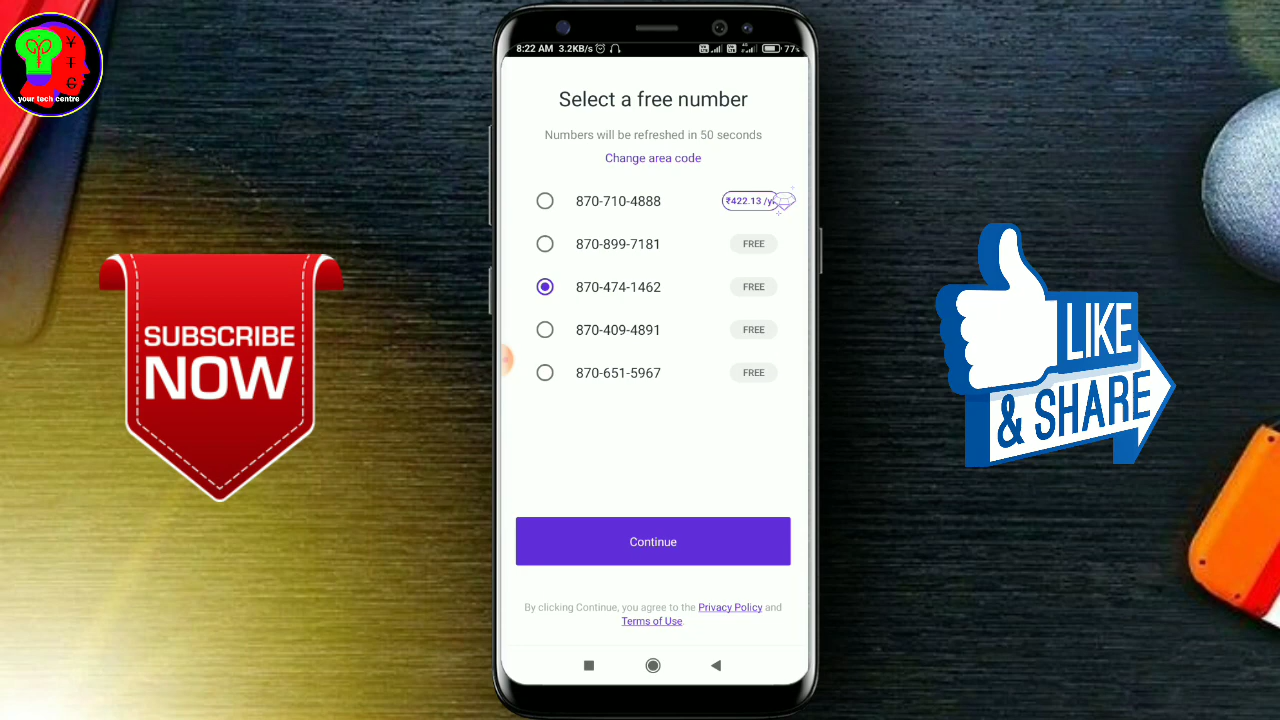 Y
T
C
your tech centre
8:22 AM 3.2KB/s
77%
Select a free number
Numbers will be refreshed in 50 seconds
Change area code
870-710-4888 ₹422.13 /y
870-899-7181 FREE
870-474-1462 FREE
870-409-4891 FREE
870-651-5967 FREE
Continue
By clicking Continue, you agree to the Privacy Policy and
Terms of Use
SUBSCRIBE
NOW
LIKE
& SHARE